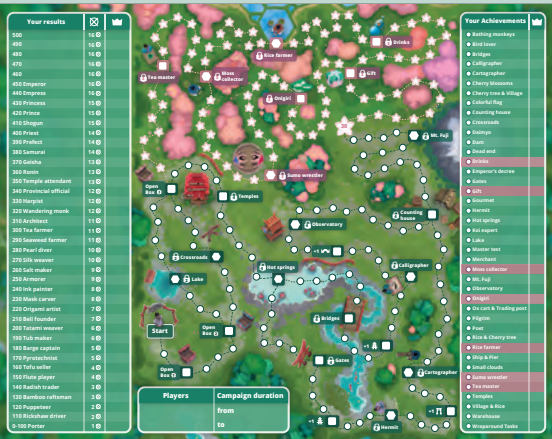 Your results
500 16
490 16
480 16
470 16
460 16
450 Emperor 16
440 Empress 16
430 Princess 15
420 Prince 15
410 Shogun 15
400 Priest 14
390 Prefect 14
380 Samurai 14
370 Geisha 13
360 Ronin 13
350 Temple attendant 13
340 Provincial official 12
330 Harpist 12
320 Wandering monk 12
310 Architect 11
300 Tea farmer 11
290 Seaweed farmer 11
280 Pearl diver 10
270 Silk weaver 10
260 Salt maker 9
250 Armorer 9
240 Ink painter 8
230 Mask carver 8
220 Origami artist 7
210 Bell founder 7
200 Tatami weaver 6
190 Tub maker 6
180 Barge captain 5
170 Pyrotechnist 5
160 Tofu seller 4
150 Flute player 4
140 Radish trader 3
130 Bamboo craftsman 3
120 Puppeteer 2
110 Rickshaw driver 2
0-100 Porter 1
Rice farmer
Drinks
Tea master
Moss
collector
Gift
Onigiri
Mt. Fuji
Sumo wrestler
Open
Box
Temples
Counting
house
Observatory
+1
Crossroads
Hot springs
Calligrapher
Lake
Start
Open
Box
Bridges
+1
Gates
Open
Box
Cartographer
+1
+1
Hermit
Players
Campaign duration
from
to
Your Achievements
Bathing monkeys
Bird lover
Bridges
Calligrapher
Cartographer
Cherry blossoms
Cherry tree & Village
Colorful flag
Counting house
Crossroads
Daimyo
Dam
Dead end
Drinks
Emperor's decree
Gates
Gift
Gourmet
Hermit
Hot springs
Koi expert
Lake
Master test
Merchant
Moss collector
Mt. Fuji
Observatory
Onigiri
Ox cart & Trading post
Pilgrim
Poet
Rice & Cherry tree
Rice farmer
Ship & Pier
Small clouds
Sumo wrestler
Tea master
Temples
Village & Rice
Warehouse
Wraparound Tasks